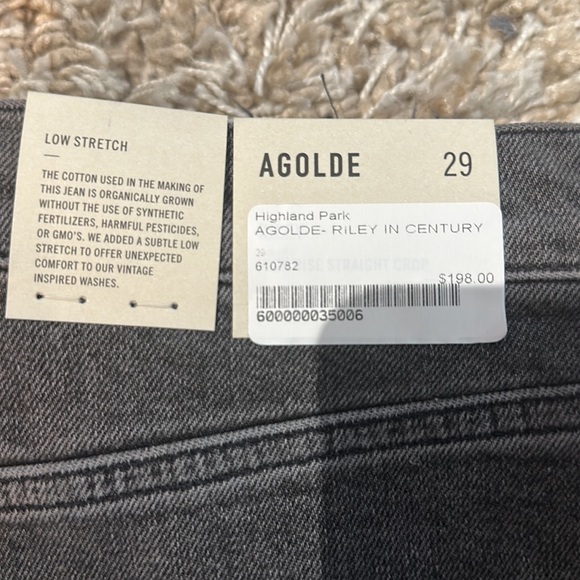 LOW STRETCH
THE COTTON USED IN THE MAKING OF
THIS JEAN IS ORGANICALLY GROWN
WITHOUT THE USE OF SYNTHETIC
FERTILIZERS, HARMFUL PESTICIDES,
OR GMO'S. WE ADDED A SUBTLE LOW
STRETCH TO OFFER UNEXPECTED
COMFORT TO OUR VINTAGE
INSPIRED WASHES.
AGOLDE 29
Highland Park
AGOLDE- RILEY IN CENTURY
29
610782
STRAIGHT CROP
$198.00
600000035006